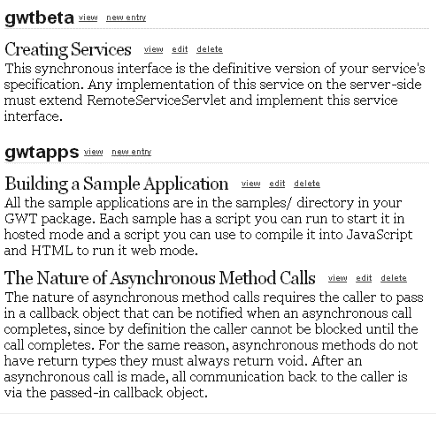 gwtbeta view new entry
Creating Services view edit delete
This synchronous interface is the definitive version of your service's
specification. Any implementation of this service on the server-side
must extend RemoteServiceServlet and implement this service
interface.
gwtapps view new entry
Building a Sample Application view edit delete
All the sample applications are in the samples/ directory in your
GWT package. Each sample has a script you can run to start it in
hosted mode and a script you can use to compile it into JavaScript
and HTML to run it web mode.
The Nature of Asynchronous Method Calls view edit delete
The nature of asynchronous method calls requires the caller to pass
in a callback object that can be notified when an asynchronous call
completes, since by definition the caller cannot be blocked until the
call completes. For the same reason, asynchronous methods do not
have return types they must always return void. After an
asynchronous call is made, all communication back to the caller is
via the passed-in callback object.